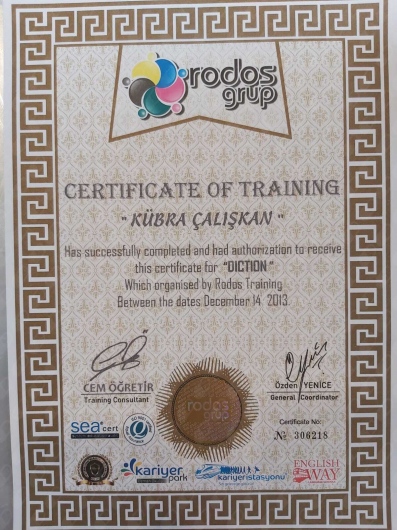 rodos
grup
CERTIFICATE OF TRAINING
" KÜBRA ÇALIŞKAN "
Has successfully completed and had authorization to receive
this certificate for "DICTION"
Which organised by Rodos Training
Between the dates December 14. 2013.
CEM ÖĞRETİR
Training Consultant
Özden YENİCE
General Coordinator
rodos
Certificate No:
№ 306218
seacert
kariyer
park
kariyeristasyonu
ENGLISH
WAY